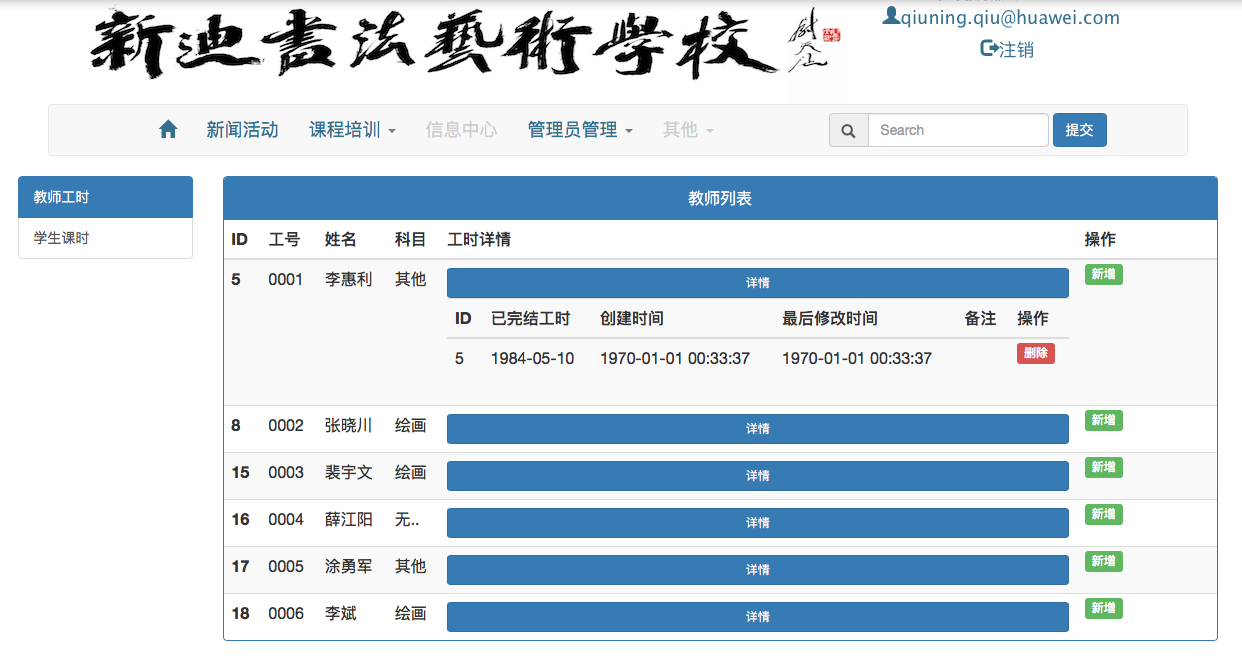 新迪書法藝術學校
qiuning.qiu@huawei.com
注销
新闻活动 课程培训 信息中心 管理员管理 其他 Search 提交
教师工时
学生课时
教师列表
ID 工号 姓名 科目 工时详情 操作
5 0001 李惠利 其他 详情 新增
ID 已完结工时 创建时间 最后修改时间 备注 操作
5 1984-05-10 1970-01-01 00:33:37 1970-01-01 00:33:37 删除
8 0002 张晓川 绘画 详情 新增
15 0003 裴宇文 绘画 详情 新增
16 0004 薛江阳 无.. 详情 新增
17 0005 涂勇军 其他 详情 新增
18 0006 李斌 绘画 详情 新增